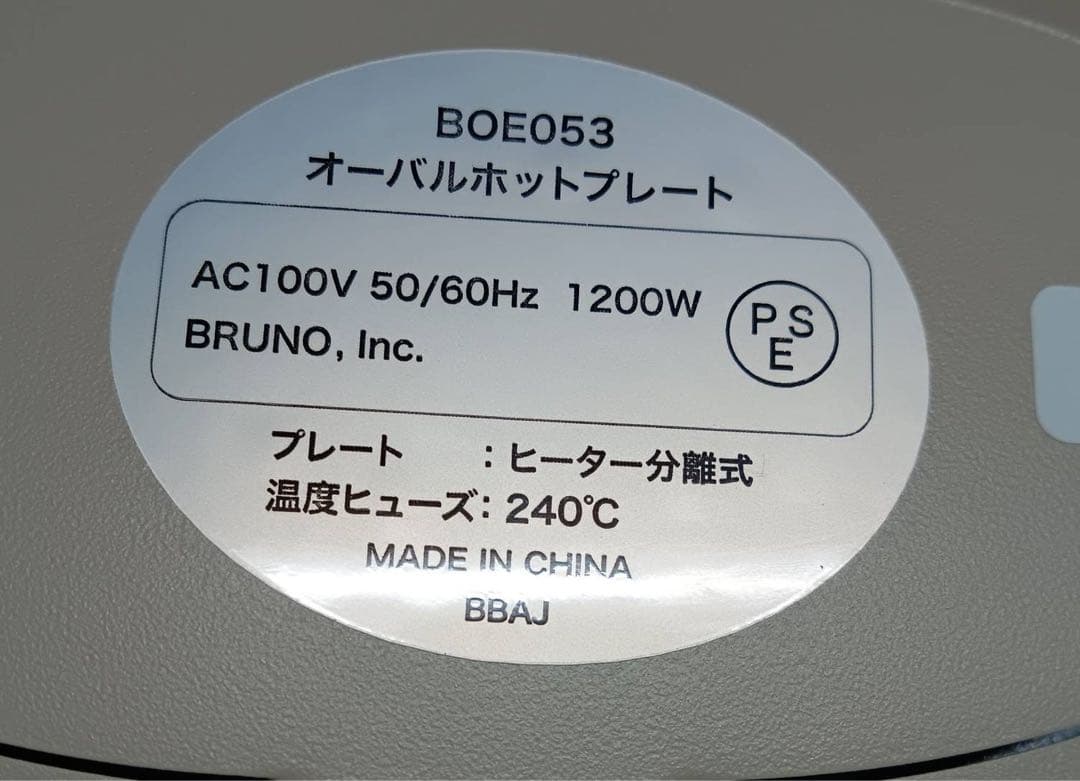 BOE053
オーバルホットプレート
AC100V 50/60Hz 1200W
BRUNO, Inc.
PSE
プレート　　：ヒーター分離式
温度ヒューズ：240℃
MADE IN CHINA
BBAJ